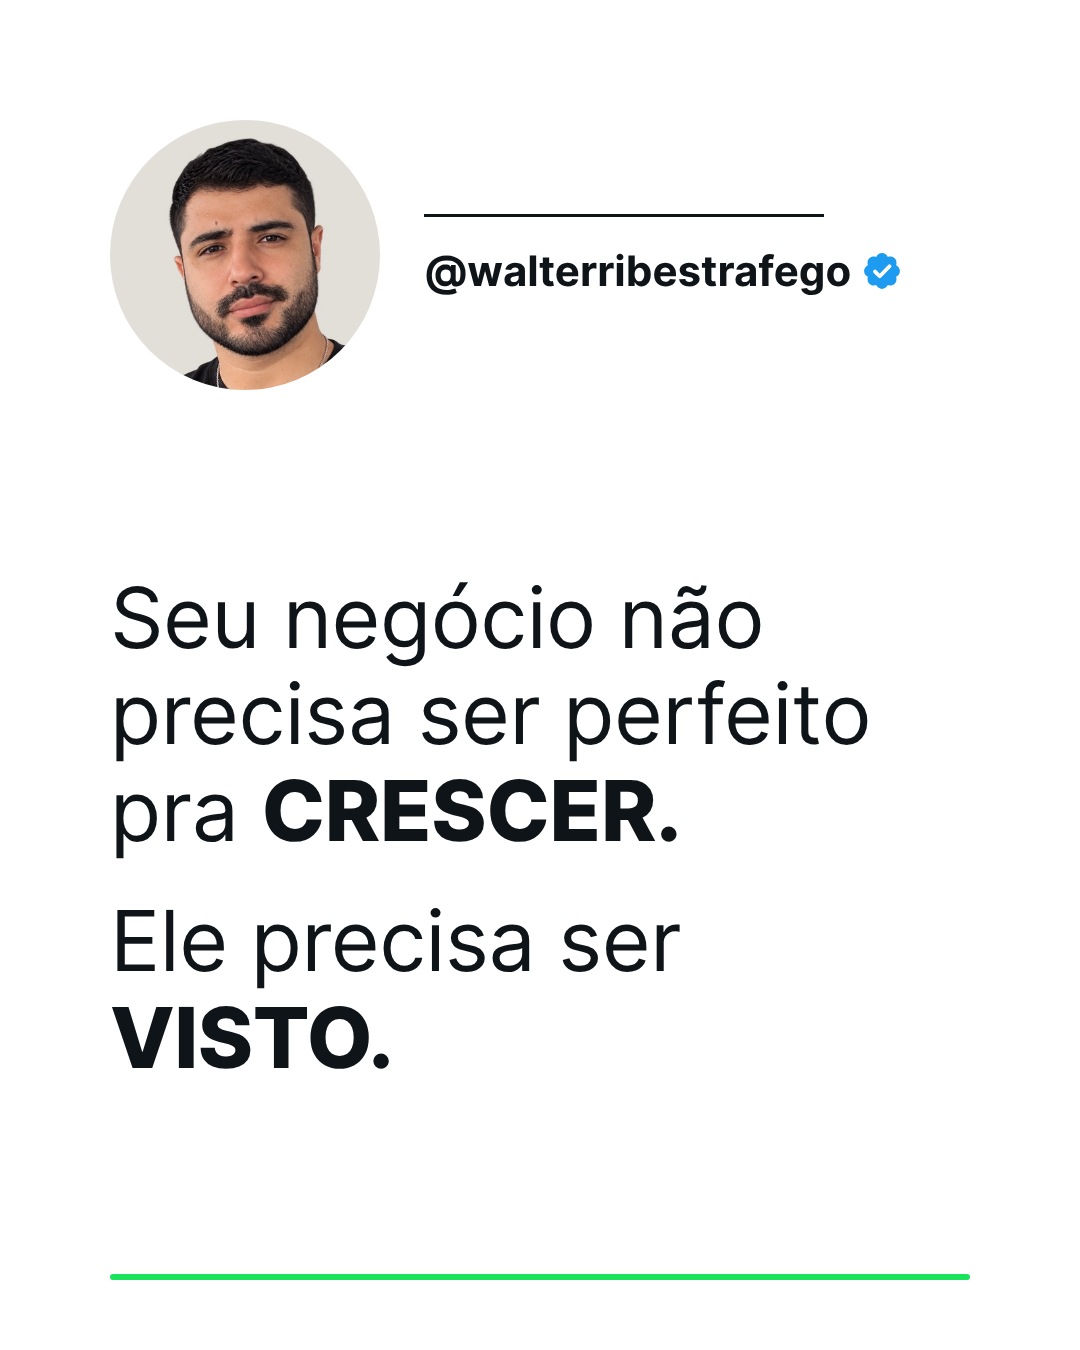 @walterribestrafego
Seu negócio não
precisa ser perfeito
pra CRESCER.
Ele precisa ser
VISTO.